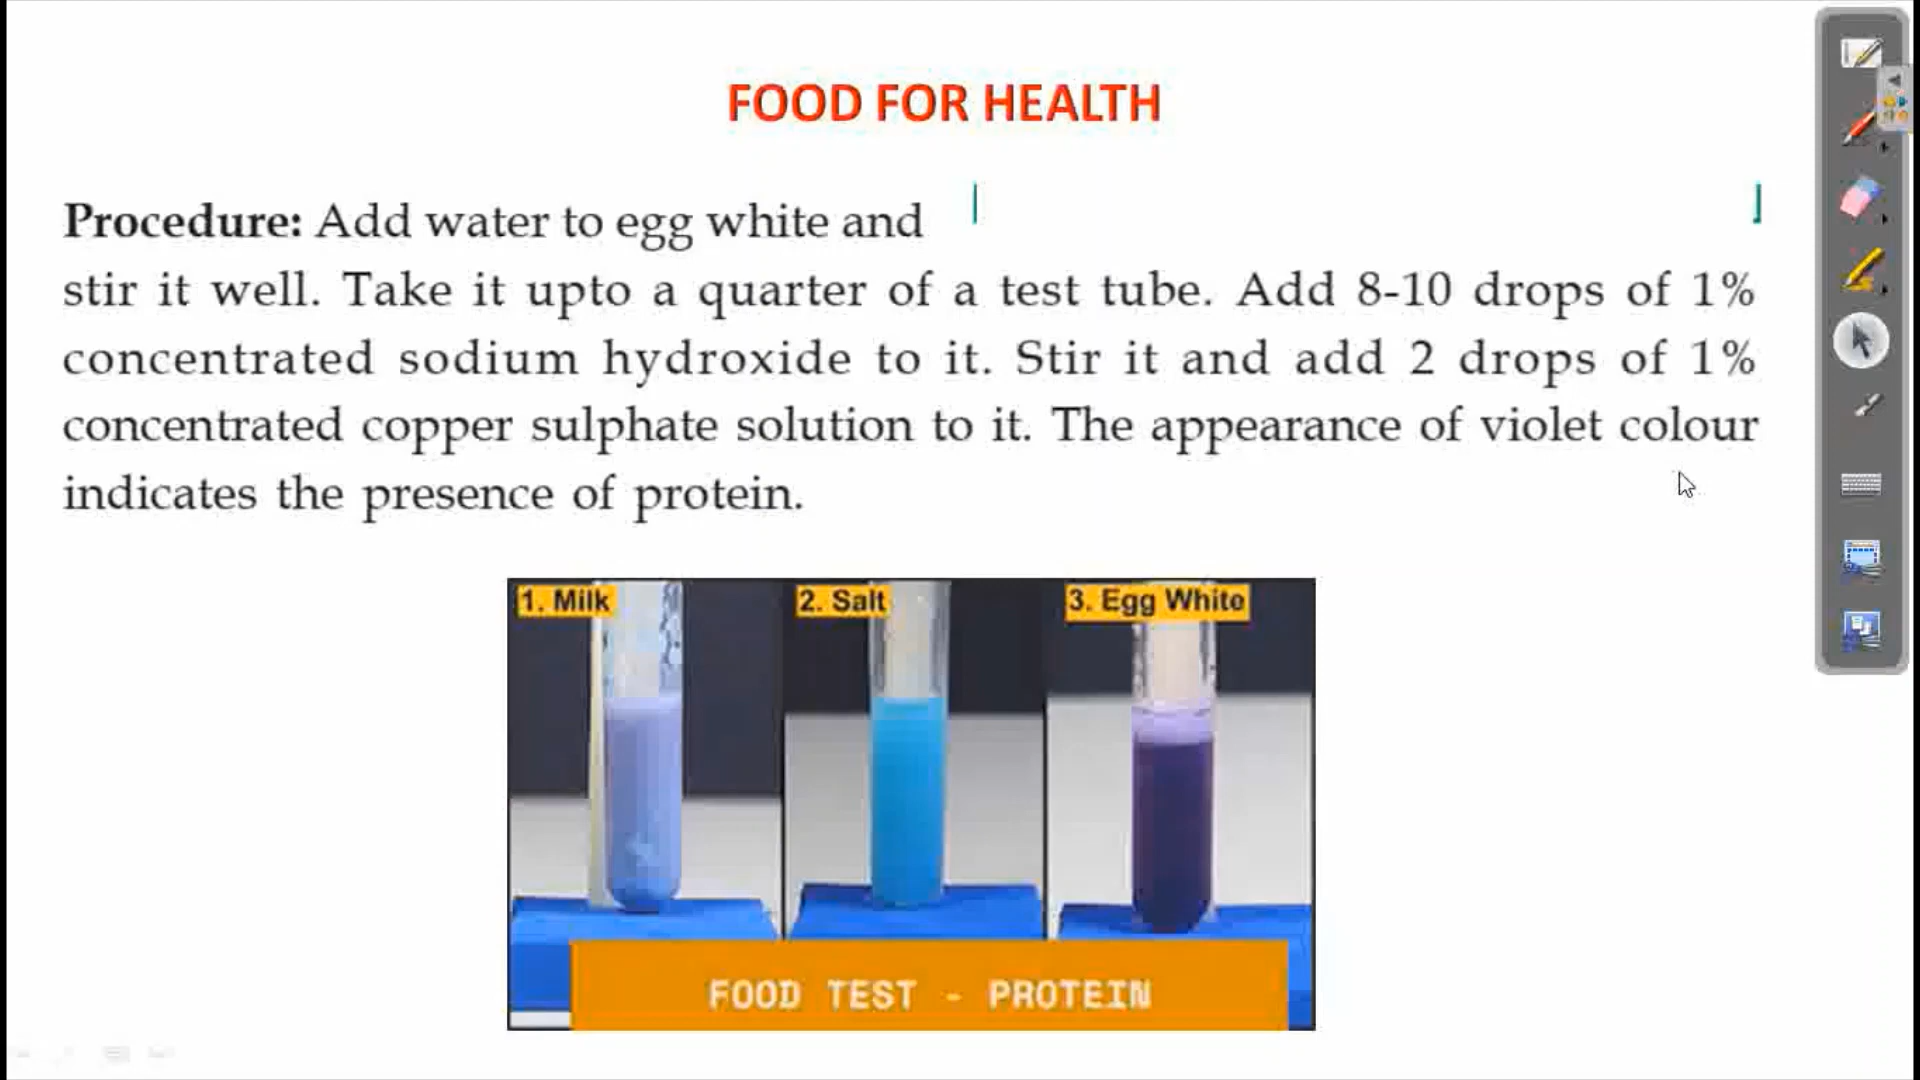 FOOD FOR HEALTH
Procedure: Add water to egg white and
stir it well. Take it upto a quarter of a test tube. Add 8-10 drops of 1%
concentrated sodium hydroxide to it. Stir it and add 2 drops of 1%
concentrated copper sulphate solution to it. The appearance of violet colour
indicates the presence of protein.
1. Milk
2. Salt
3. Egg White
FOOD TEST - PROTEIN